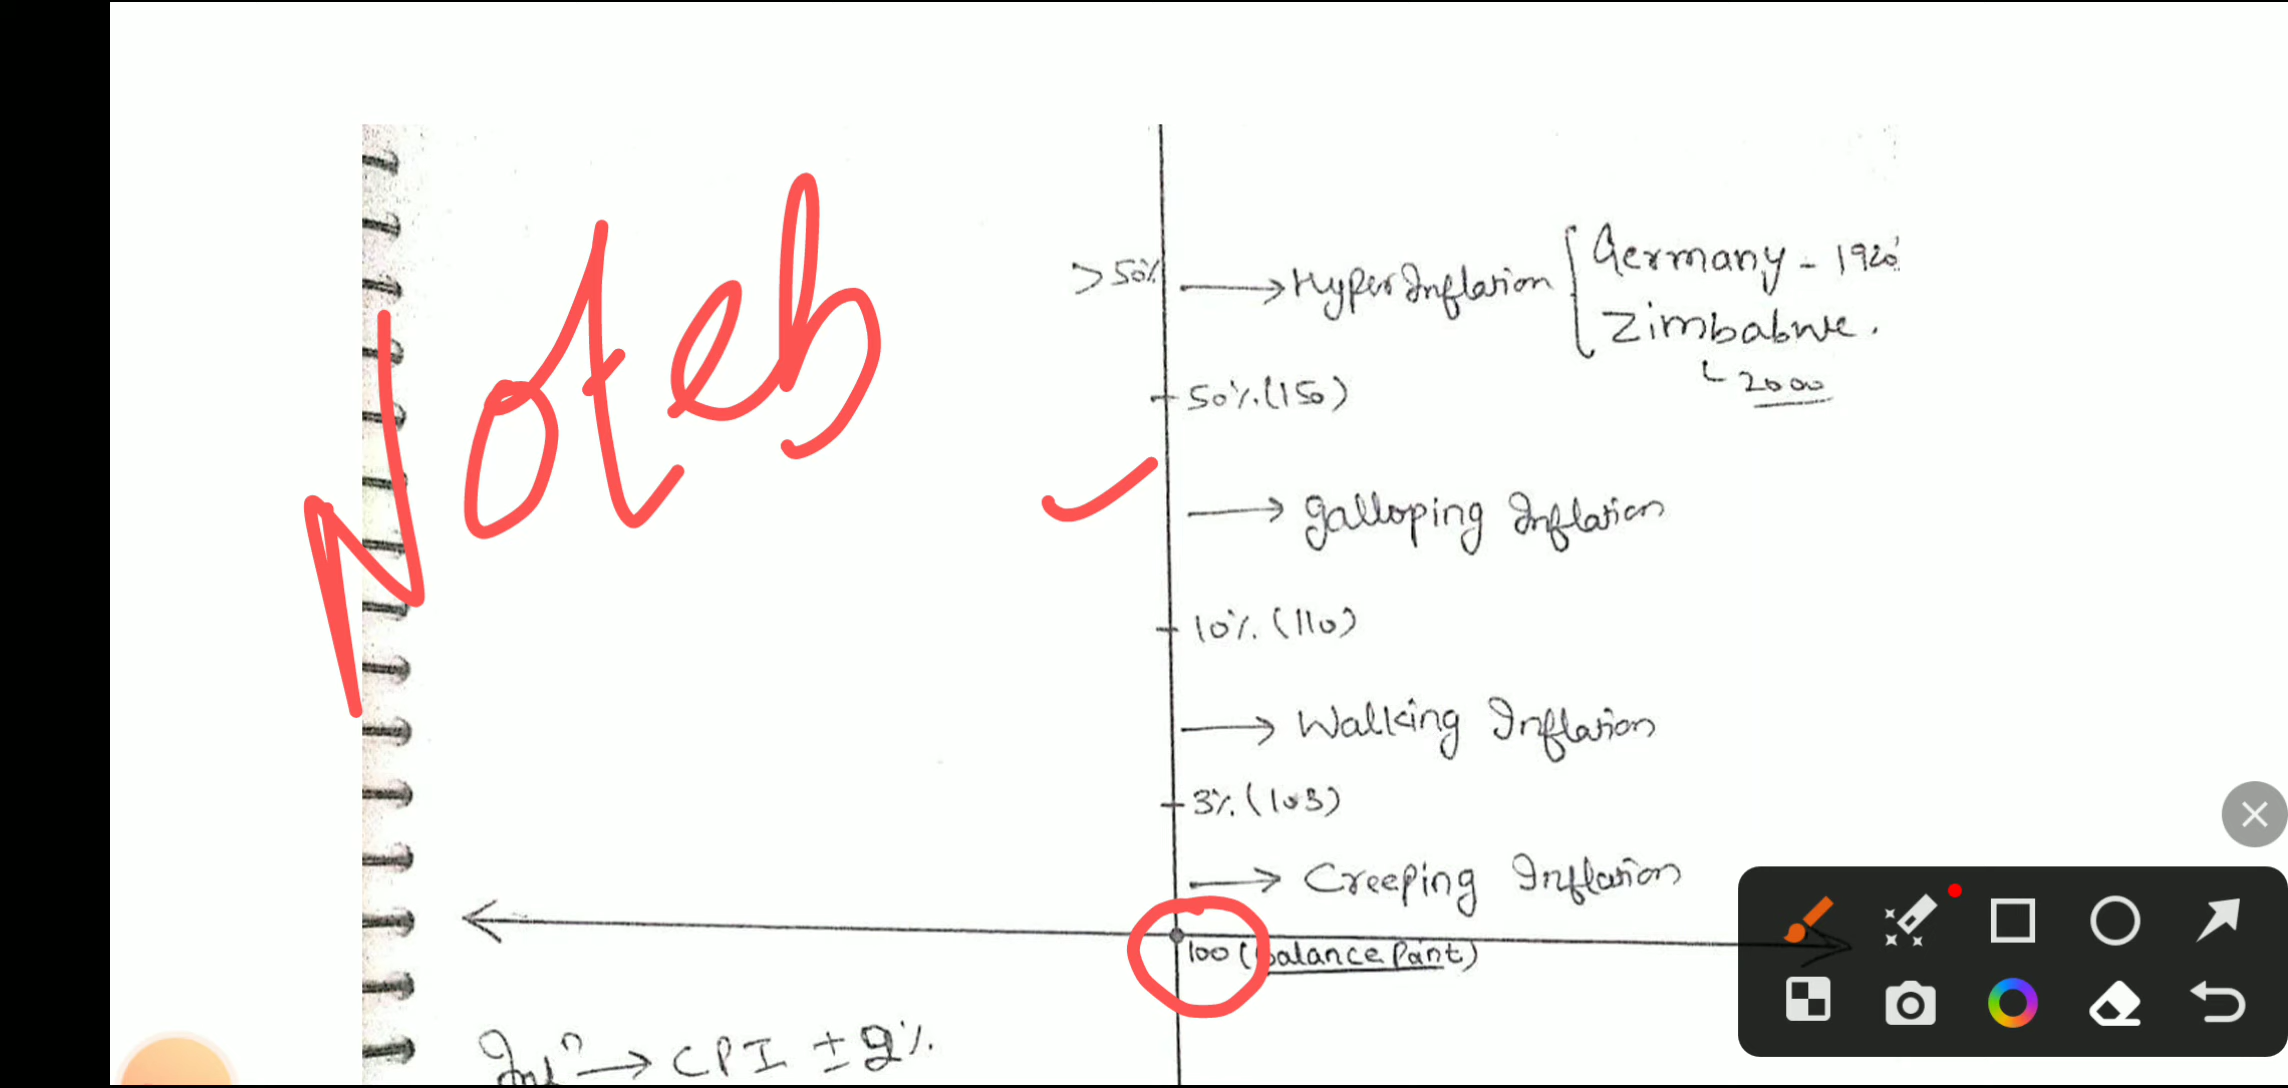 Notes
>50% → Hyper Inflation { Germany - 1920
Zimbabwe.
↳ 2000
50%.(150)
→ galloping Inflation
10%. (110)
→ Walking Inflation
3%. (103)
→ Creeping Inflation
100 (balance Point)
→ CPI ± 2%.